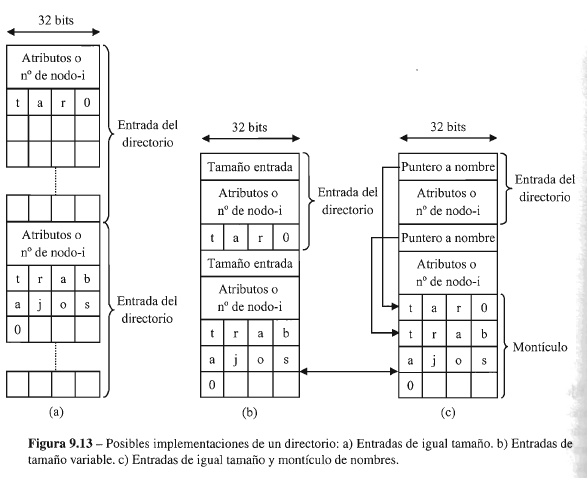 32 bits
Atributos o
nº de nodo-i
t a r 0
Entrada del
directorio
Atributos o
nº de nodo-i
t r a b
a j o s
0
Entrada del
directorio
(a)
32 bits
Tamaño entrada
Atributos o
nº de nodo-i
t a r 0
Entrada del
directorio
Tamaño entrada
Atributos o
nº de nodo-i
t r a b
a j o s
0
(b)
32 bits
Puntero a nombre
Atributos o
nº de nodo-i
Entrada del
directorio
Puntero a nombre
Atributos o
nº de nodo-i
t a r 0
t r a b
a j o s
0
Montículo
(c)
Figura 9.13 – Posibles implementaciones de un directorio: a) Entradas de igual tamaño. b) Entradas de
tamaño variable. c) Entradas de igual tamaño y montículo de nombres.